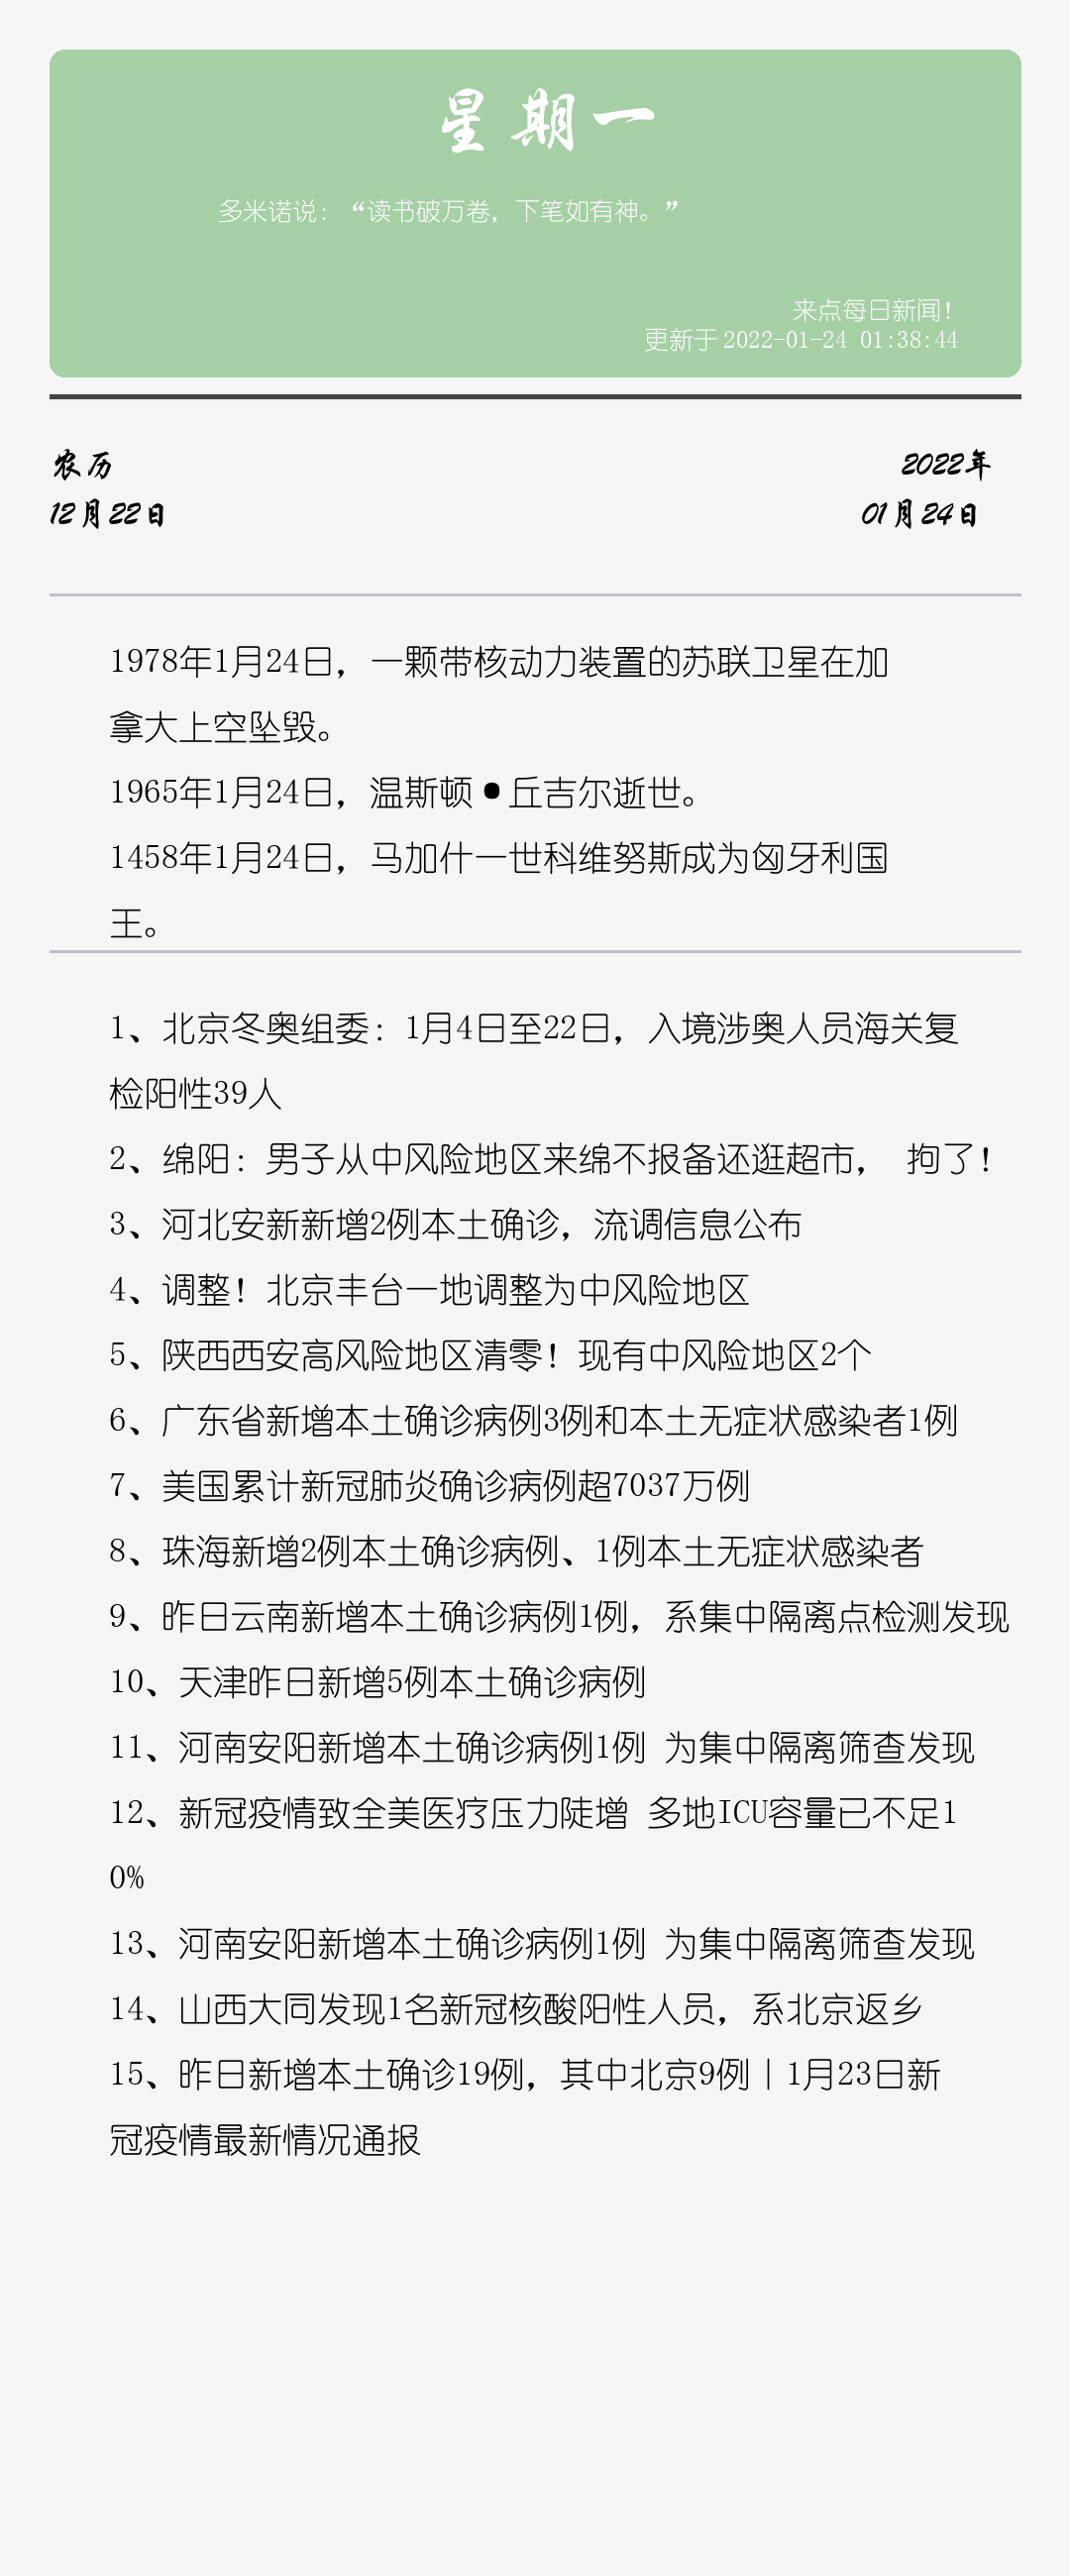 星期一
多米诺说：“读书破万卷，下笔如有神。”
来点每日新闻！
更新于 2022-01-24 01:38:44
农历
2022年
12月22日
01月24日
1978年1月24日，一颗带核动力装置的苏联卫星在加
拿大上空坠毁。
1965年1月24日，温斯顿•丘吉尔逝世。
1458年1月24日，马加什一世科维努斯成为匈牙利国
王。
1、北京冬奥组委：1月4日至22日，入境涉奥人员海关复
检阳性39人
2、绵阳：男子从中风险地区来绵不报备还逛超市， 拘了！
3、河北安新新增2例本土确诊，流调信息公布
4、调整！北京丰台一地调整为中风险地区
5、陕西西安高风险地区清零！现有中风险地区2个
6、广东省新增本土确诊病例3例和本土无症状感染者1例
7、美国累计新冠肺炎确诊病例超7037万例
8、珠海新增2例本土确诊病例、1例本土无症状感染者
9、昨日云南新增本土确诊病例1例，系集中隔离点检测发现
10、天津昨日新增5例本土确诊病例
11、河南安阳新增本土确诊病例1例 为集中隔离筛查发现
12、新冠疫情致全美医疗压力陡增 多地ICU容量已不足1
0%
13、河南安阳新增本土确诊病例1例 为集中隔离筛查发现
14、山西大同发现1名新冠核酸阳性人员，系北京返乡
15、昨日新增本土确诊19例，其中北京9例丨1月23日新
冠疫情最新情况通报